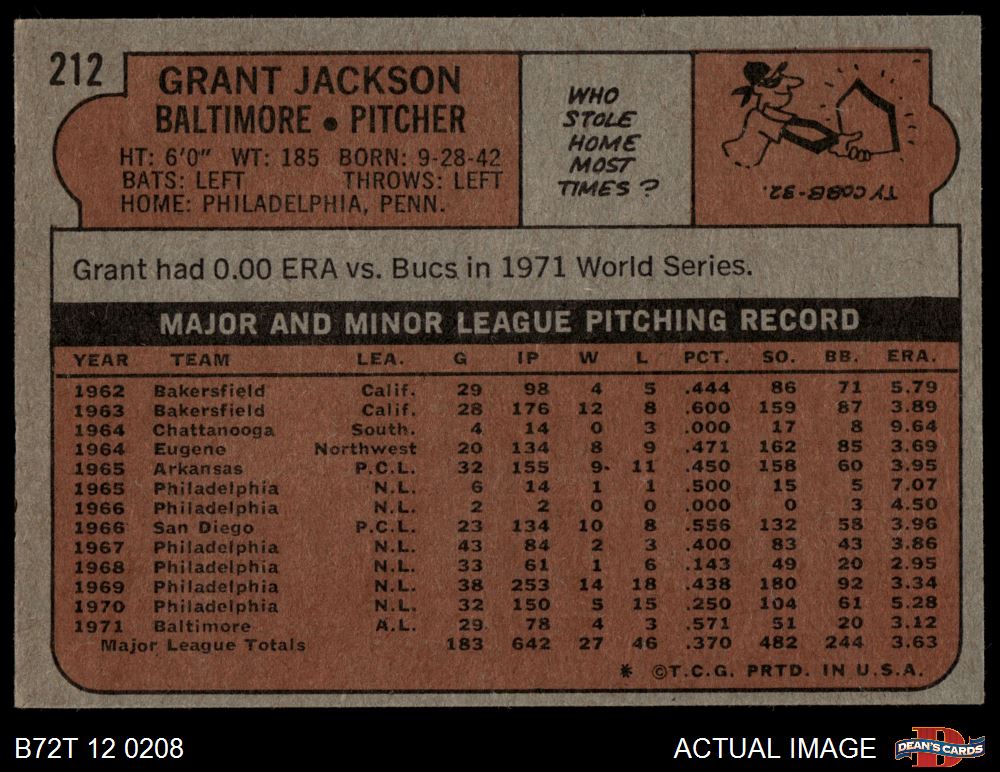 212
GRANT JACKSON
BALTIMORE • PITCHER
HT: 6'0" WT: 185 BORN: 9-28-42
BATS: LEFT THROWS: LEFT
HOME: PHILADELPHIA, PENN.
WHO
STOLE
HOME
MOST
TIMES?
TY COBB-32.
Grant had 0.00 ERA vs. Bucs in 1971 World Series.
MAJOR AND MINOR LEAGUE PITCHING RECORD
YEAR TEAM LEA. G IP W L PCT. SO. BB. ERA.
1962 Bakersfield Calif. 29 98 4 5 .444 86 71 5.79
1963 Bakersfield Calif. 28 176 12 8 .600 159 87 3.89
1964 Chattanooga South. 4 14 0 3 .000 17 8 9.64
1964 Eugene Northwest 20 134 8 9 .471 162 85 3.69
1965 Arkansas P.C.L. 32 155 9 11 .450 158 60 3.95
1965 Philadelphia N.L. 6 14 1 1 .500 15 5 7.07
1966 Philadelphia N.L. 2 2 0 0 .000 0 3 4.50
1966 San Diego P.C.L. 23 134 10 8 .556 132 58 3.96
1967 Philadelphia N.L. 43 84 2 3 .400 83 43 3.86
1968 Philadelphia N.L. 33 61 1 6 .143 49 20 2.95
1969 Philadelphia N.L. 38 253 14 18 .438 180 92 3.34
1970 Philadelphia N.L. 32 150 5 15 .250 104 61 5.28
1971 Baltimore A.L. 29 78 4 3 .571 51 20 3.12
Major League Totals 183 642 27 46 .370 482 244 3.63
* ©T.C.G. PRTD. IN U.S.A.
B72T 12 0208
ACTUAL IMAGE
D
DEAN'S CARDS